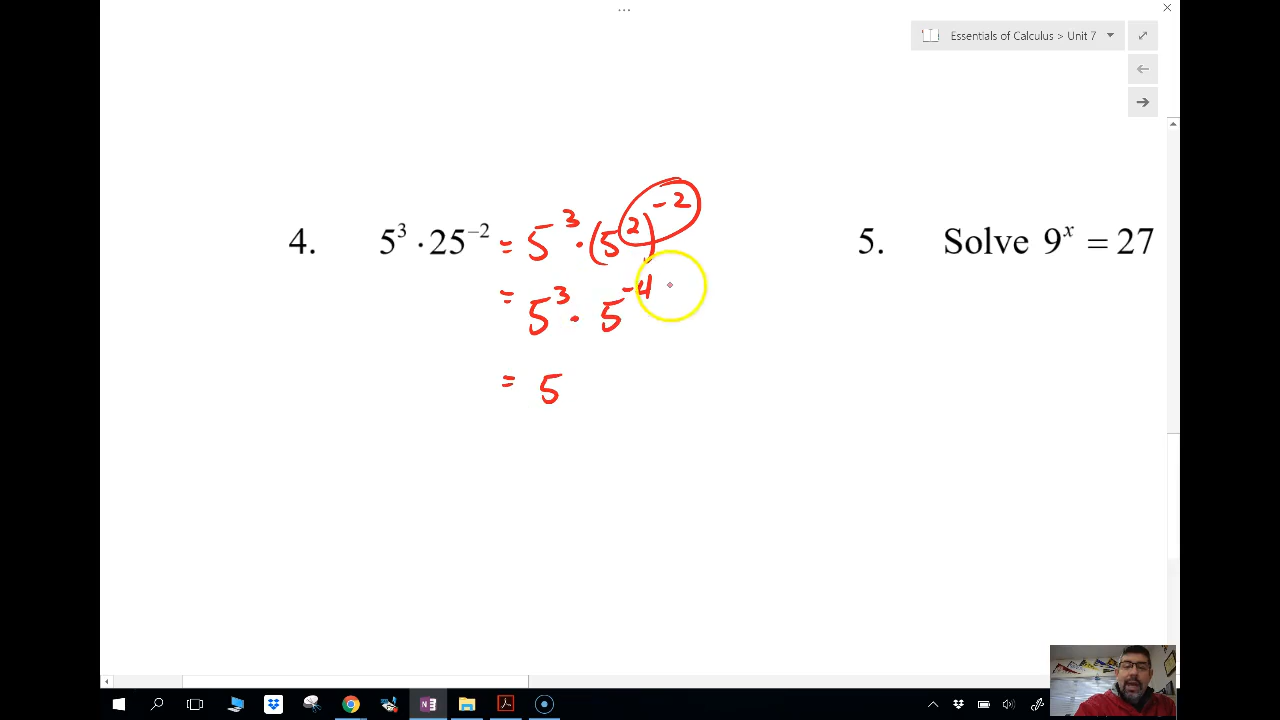 ...
Essentials of Calculus > Unit 7
4. 5³ · 25⁻² = 5³ · (5²)⁻²
= 5³ · 5⁻⁴
= 5
5. Solve 9ˣ = 27